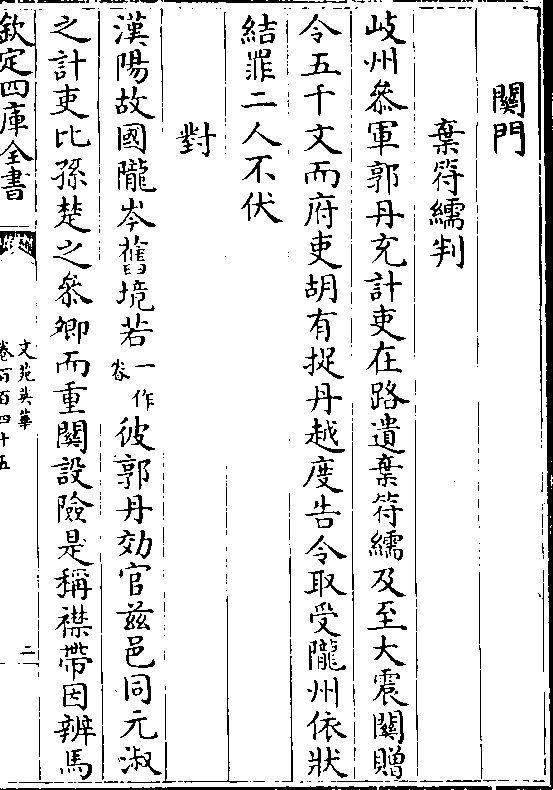 關門
棄符繻判
岐州叅軍郭丹充計吏在路遺棄符繻及至大震關贈
令五千文而府吏胡有捉丹越度告令取受隴州依狀
結罪二人不伏
對
漢陽故國隴岑舊境若一作咎彼郭丹効官兹邑同元淑
之計吏比孫楚之叅卿而重關設險是稱襟帶因辨馬
欽定四庫全書
文苑英華
卷五百四十五
二